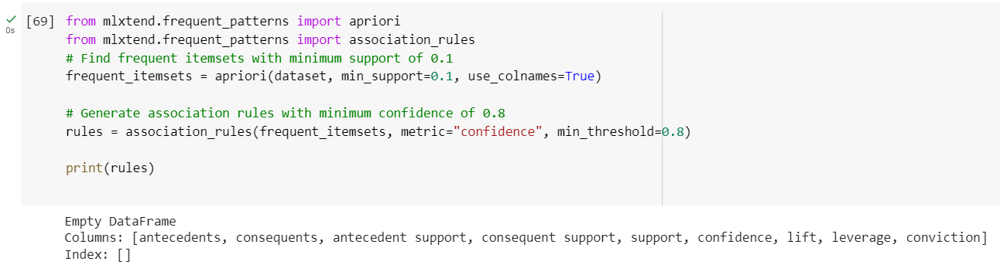 [69] from mlxtend.frequent_patterns import apriori
0s
from mlxtend.frequent_patterns import association_rules
# Find frequent itemsets with minimum support of 0.1
frequent_itemsets = apriori(dataset, min_support=0.1, use_colnames=True)
# Generate association rules with minimum confidence of 0.8
rules = association_rules(frequent_itemsets, metric="confidence", min_threshold=0.8)
print(rules)
Empty DataFrame
Columns: [antecedents, consequents, antecedent support, consequent support, support, confidence, lift, leverage, conviction]
Index: []